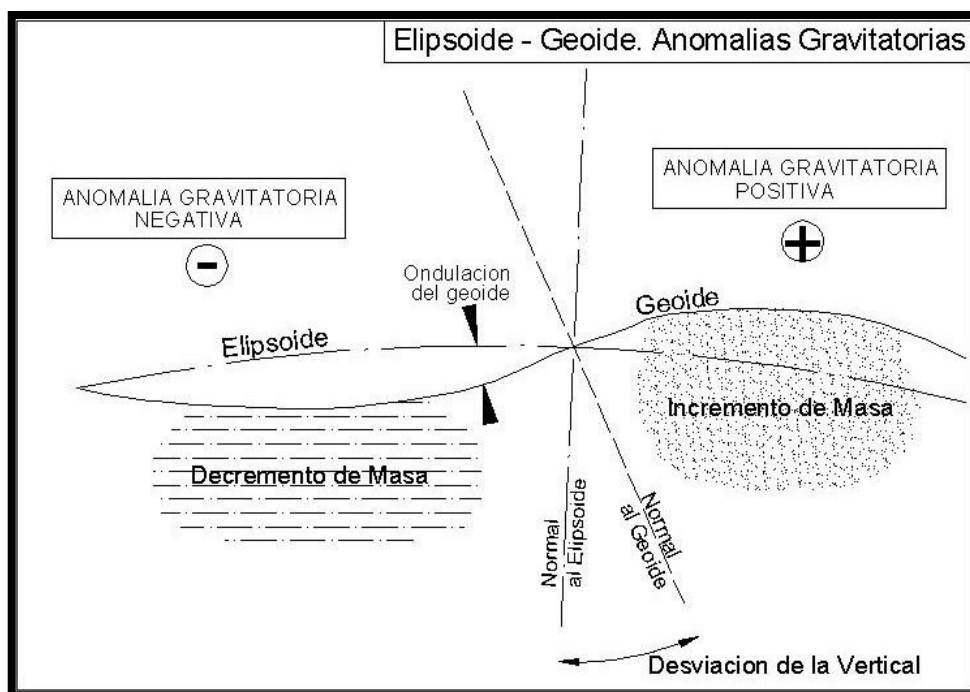 Elipsoide - Geoide. Anomalias Gravitatorias
ANOMALIA GRAVITATORIA
NEGATIVA
-
ANOMALIA GRAVITATORIA
POSITIVA
+
Ondulacion
del geoide
Geoide
Elipsoide
Incremento de Masa
Decremento de Masa
Normal
al Elipsoide
Normal
al Geoide
Desviacion de la Vertical